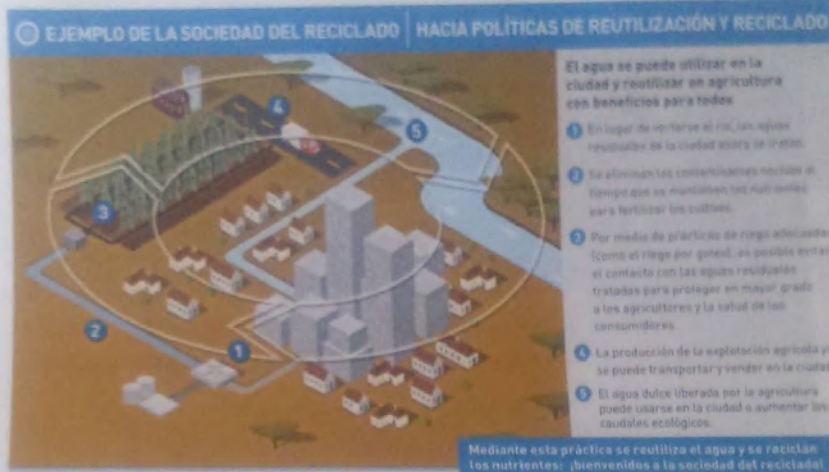 EJEMPLO DE LA SOCIEDAD DEL RECICLADO
HACIA POLÍTICAS DE REUTILIZACIÓN Y RECICLADO
El agua se puede utilizar en la
ciudad y reutilizar en agricultura
con beneficios para todos
1 En lugar de verterse al río, las aguas
residuales de la ciudad ahora se tratan.
2 Se eliminan los contaminantes nocivos al
tiempo que se mantienen los nutrientes
para fertilizar los cultivos.
3 Por medio de prácticas de riego adecuadas
(como el riego por goteo), es posible evitar
el contacto con las aguas residuales
tratadas para proteger en mayor grado
a los agricultores y la salud de los
consumidores.
4 La producción de la explotación agrícola
se puede transportar y vender en la ciudad
5 El agua dulce liberada por la agricultura
puede usarse en la ciudad o aumentar los
caudales ecológicos.
Mediante esta práctica se reutiliza el agua y se reciclan
los nutrientes: ¡bienvenidos a la sociedad del reciclado!
4
5
3
2
1